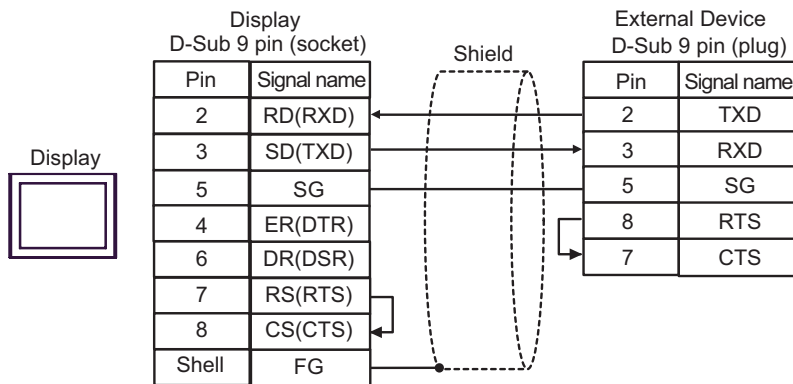 Display
D-Sub 9 pin (socket)
Pin Signal name
2 RD(RXD)
3 SD(TXD)
5 SG
4 ER(DTR)
6 DR(DSR)
7 RS(RTS)
8 CS(CTS)
Shell FG
Display
Shield
External Device
D-Sub 9 pin (plug)
Pin Signal name
2 TXD
3 RXD
5 SG
8 RTS
7 CTS